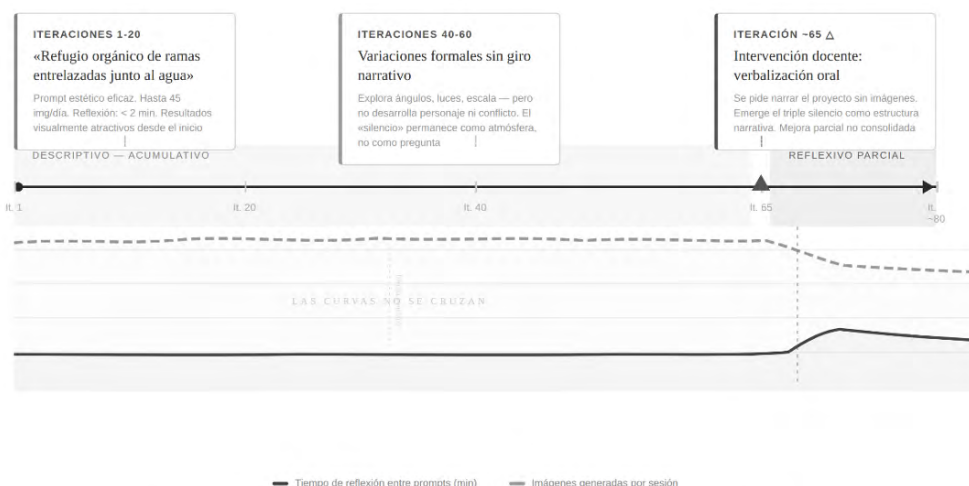 ITERACIONES 1-20
«Refugio orgánico de ramas
entrelazadas junto al agua»
Prompt estético eficaz. Hasta 45
img/día. Reflexión: < 2 min. Resultados
visualmente atractivos desde el inicio
ITERACIONES 40-60
Variaciones formales sin giro
narrativo
Explora ángulos, luces, escala — pero
no desarrolla personaje ni conflicto. El
«silencio» permanece como atmósfera,
no como pregunta
ITERACIÓN ~65 △
Intervención docente:
verbalización oral
Se pide narrar el proyecto sin imágenes.
Emerge el triple silencio como estructura
narrativa. Mejora parcial no consolidada
DESCRIPTIVO — ACUMULATIVO
REFLEXIVO PARCIAL
It. 1
It. 20
It. 40
It. 65
It.
~80
LAS CURVAS NO SE CRUZAN
Tiempo de reflexión entre prompts (min)
Imágenes generadas por sesión